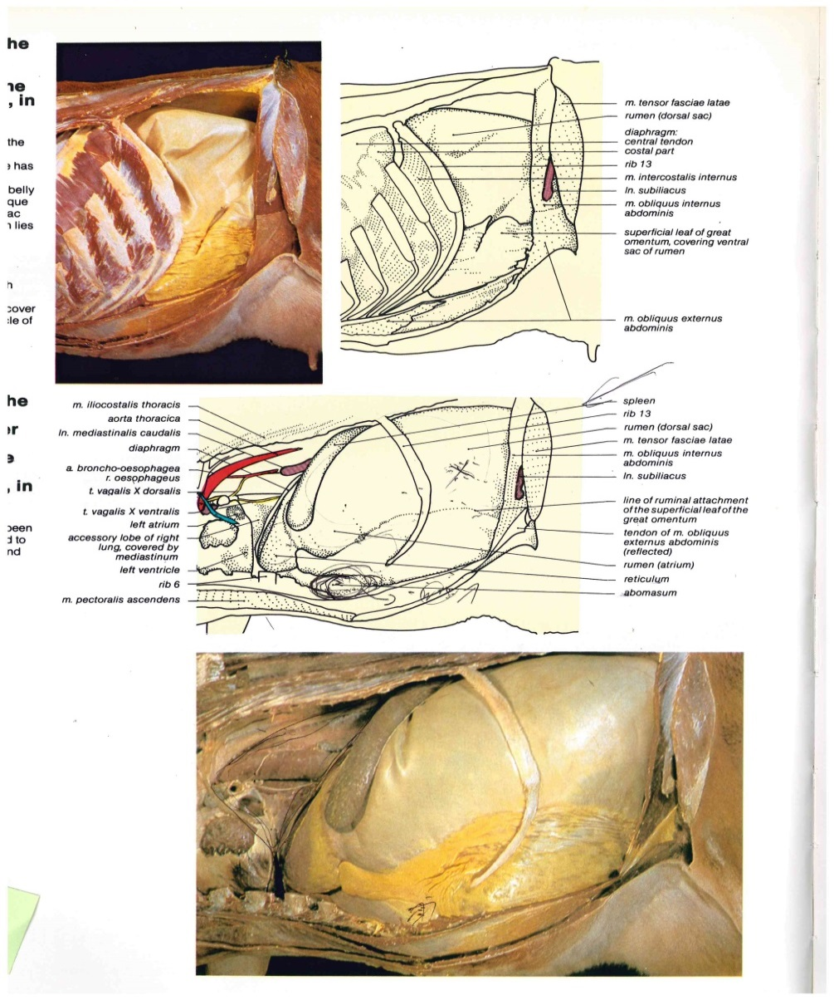 he
ne
, in
the
e has
belly
que
ac
n lies
h
cover
cle of
m. tensor fasciae latae
rumen (dorsal sac)
diaphragm:
central tendon
costal part
rib 13
m. intercostalis internus
ln. subiliacus
m. obliquus internus
abdominis
superficial leaf of great
omentum, covering ventral
sac of rumen
m. obliquus externus
abdominis
he
er
e
, in
been
d to
nd
m. iliocostalis thoracis
aorta thoracica
ln. mediastinalis caudalis
diaphragm
a. broncho-oesophagea
r. oesophageus
t. vagalis X dorsalis
t. vagalis X ventralis
left atrium
accessory lobe of right
lung, covered by
mediastinum
left ventricle
rib 6
m. pectoralis ascendens
spleen
rib 13
rumen (dorsal sac)
m. tensor fasciae latae
m. obliquus internus
abdominis
ln. subiliacus
line of ruminal attachment
of the superficial leaf of the
great omentum
tendon of m. obliquus
externus abdominis
(reflected)
rumen (atrium)
reticulum
abomasum